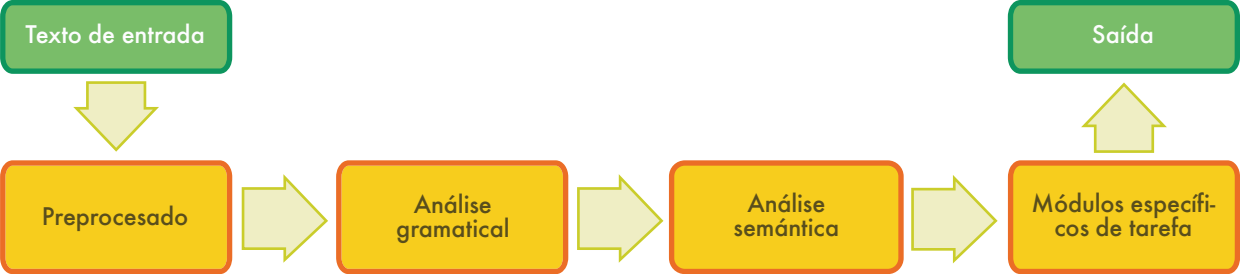 Texto de entrada
Saída
Preprocesado
Análise
gramatical
Análise
semántica
Módulos específi-
cos de tarefa